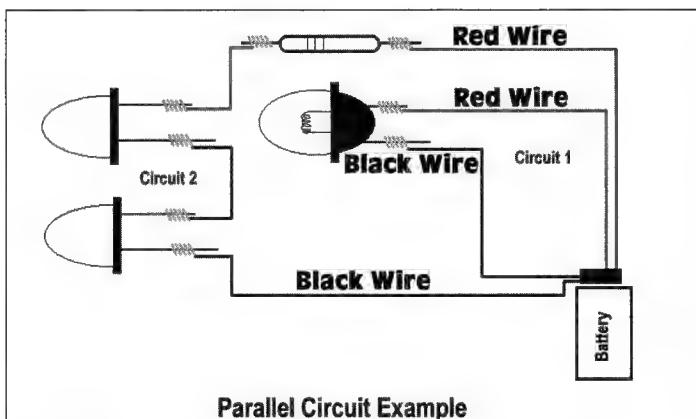 Red Wire
Red Wire
Black Wire
Circuit 1
Circuit 2
Black Wire
Battery
Parallel Circuit Example